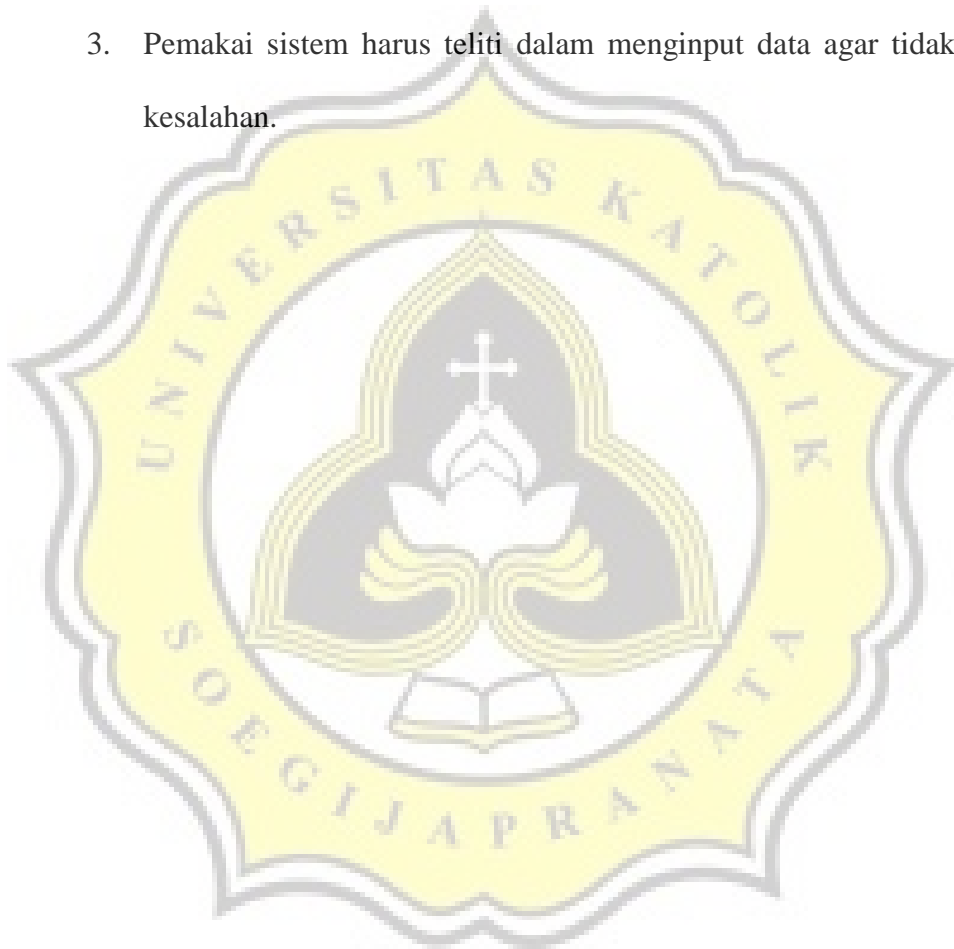 3. Pemakai sistem harus teliti dalam menginput data agar tidak
kesalahan.
UNIVERSITAS KATOLIK
SOEGIJAPRANATA